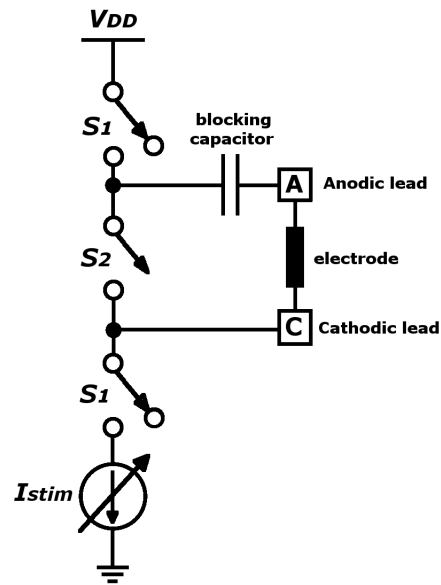 VDD
S1
blocking
capacitor
A
Anodic lead
S2
electrode
C
Cathodic lead
S1
Istim